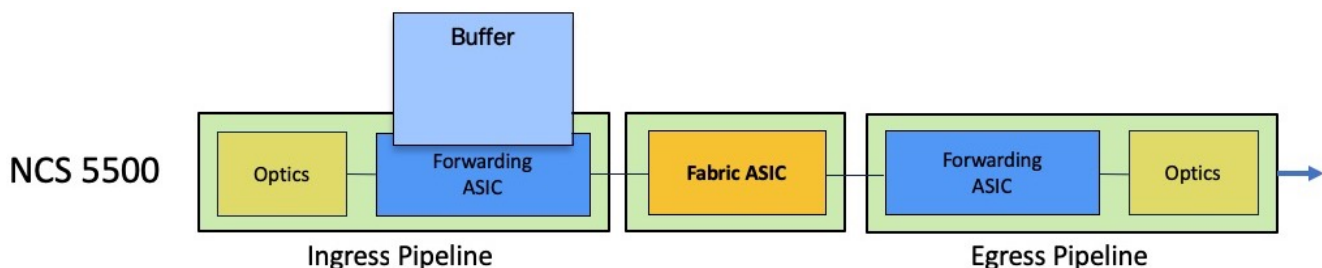 Buffer
NCS 5500
Optics
Forwarding
ASIC
Fabric ASIC
Forwarding
ASIC
Optics
Ingress Pipeline
Egress Pipeline